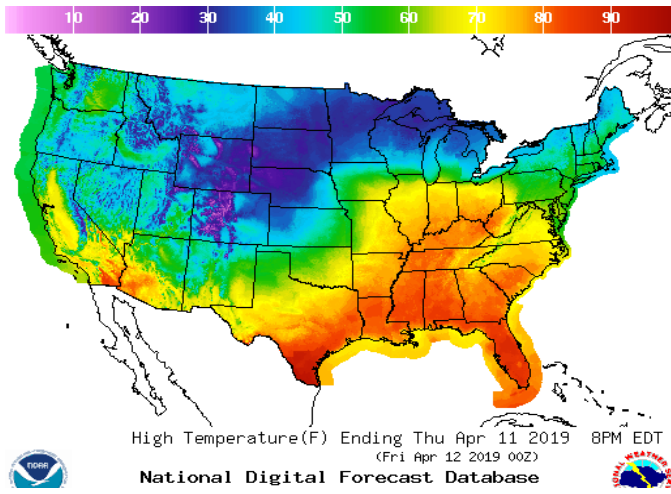 10 20 30 40 50 60 70 80 90
High Temperature(F) Ending Thu Apr 11 2019 8PM EDT
(Fri Apr 12 2019 00Z)
National Digital Forecast Database
NOAA